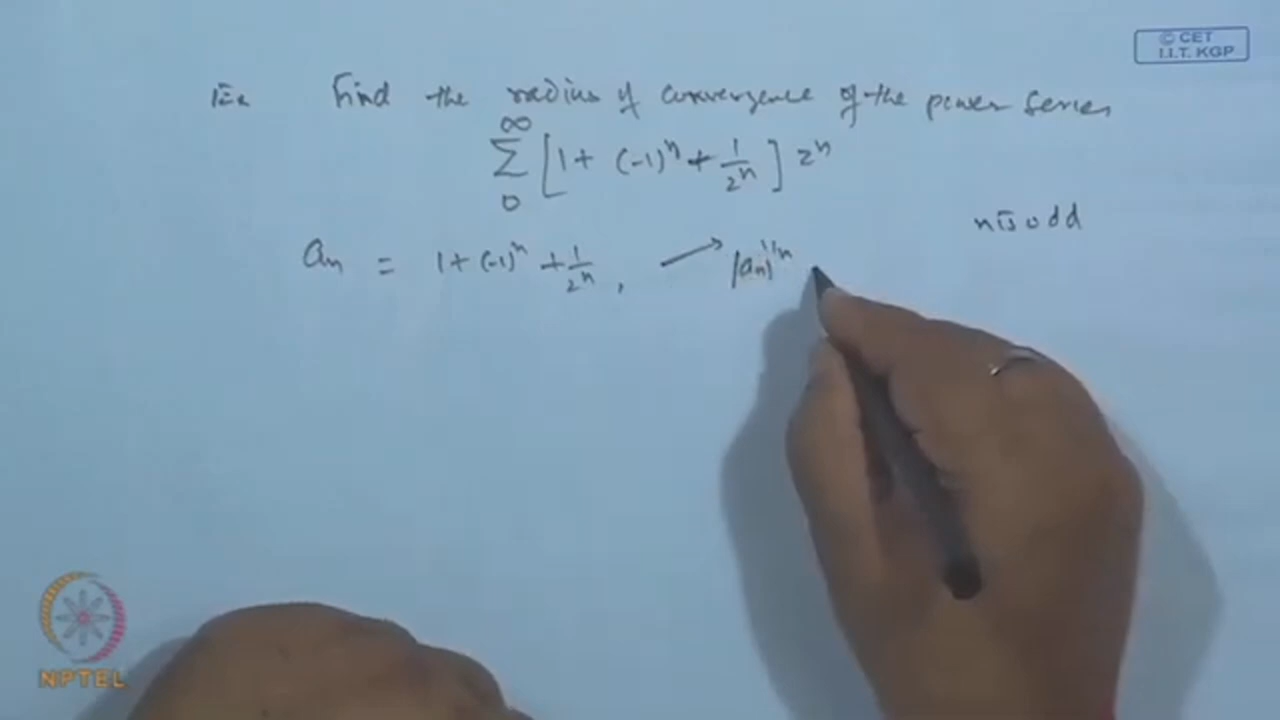 © CET
I.I.T. KGP
Ex Find the radius of convergence of the power series
∞
∑ [1 + (-1)ⁿ + 1/2ⁿ] zⁿ
0
n is odd
aₙ = 1 + (-1)ⁿ + 1/2ⁿ , → |aₙ|^1/n
NPTEL